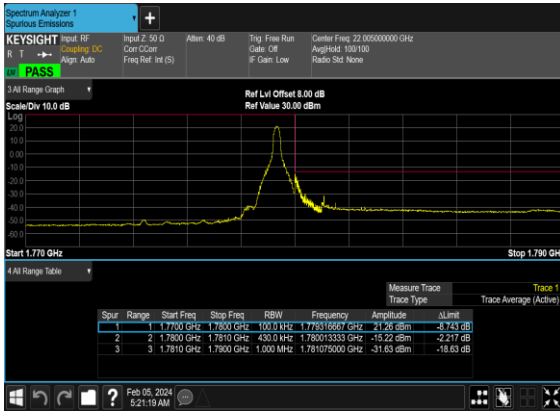 Spectrum Analyzer 1
Spurious Emissions
+
KEYSIGHT Input: RF Input Z: 50 Ω Atten: 40 dB Trig: Free Run Center Freq: 22.005000000 GHz
R T Coupling: DC Corr CCorr Gate: Off Avg|Hold: 100/100
Align: Auto Freq Ref: Int (S) IF Gain: Low Radio Std: None
PASS
3 All Range Graph
Ref Lvl Offset 8.00 dB
Scale/Div 10.0 dB Ref Value 30.00 dBm
Log
20.0
10.0
0.00
-10.0
-20.0
-30.0
-40.0
-50.0
-60.0
Start 1.770 GHz Stop 1.790 GH
4 All Range Table
Measure Trace Trace 1
Trace Type Trace Average (Active)
Spur Range Start Freq Stop Freq RBW Frequency Amplitude ΔLimit
1 1 1.7700 GHz 1.7800 GHz 100.0 kHz 1.779316667 GHz 21.26 dBm -8.743 dB
2 2 1.7800 GHz 1.7810 GHz 430.0 kHz 1.780013333 GHz -15.22 dBm -2.217 dB
3 3 1.7810 GHz 1.7900 GHz 1.000 MHz 1.781075000 GHz -31.63 dBm -18.63 dB
?
Feb 05, 2024
5:21:19 AM